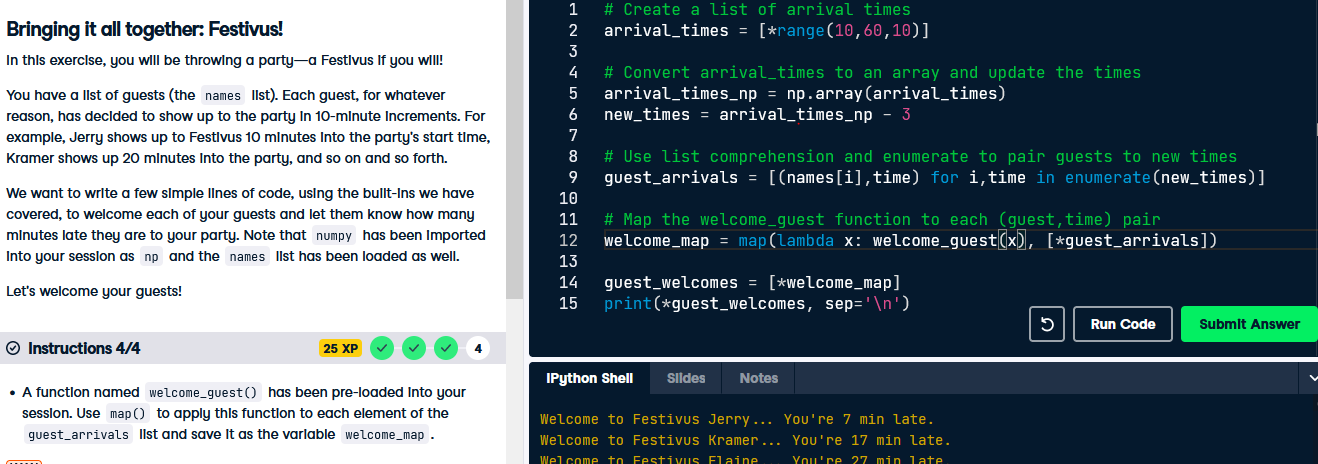 Bringing it all together: Festivus!
In this exercise, you will be throwing a party—a Festivus if you will!
You have a list of guests (the names list). Each guest, for whatever
reason, has decided to show up to the party in 10-minute increments. For
example, Jerry shows up to Festivus 10 minutes into the party's start time,
Kramer shows up 20 minutes into the party, and so on and so forth.
We want to write a few simple lines of code, using the built-ins we have
covered, to welcome each of your guests and let them know how many
minutes late they are to your party. Note that numpy has been imported
into your session as np and the names list has been loaded as well.
Let's welcome your guests!
Instructions 4/4
25 XP
4
• A function named welcome_guest() has been pre-loaded into your
session. Use map() to apply this function to each element of the
guest_arrivals list and save it as the variable welcome_map.
1 # Create a list of arrival times
2 arrival_times = [*range(10,60,10)]
3
4 # Convert arrival_times to an array and update the times
5 arrival_times_np = np.array(arrival_times)
6 new_times = arrival_times_np - 3
7
8 # Use list comprehension and enumerate to pair guests to new times
9 guest_arrivals = [(names[i],time) for i,time in enumerate(new_times)]
10
11 # Map the welcome_guest function to each (guest,time) pair
12 welcome_map = map(lambda x: welcome_guest(x), [*guest_arrivals])
13
14 guest_welcomes = [*welcome_map]
15 print(*guest_welcomes, sep='\n')
Run Code
Submit Answer
IPython Shell
Slides
Notes
Welcome to Festivus Jerry... You're 7 min late.
Welcome to Festivus Kramer... You're 17 min late.
Welcome to Festivus Elaine... You're 27 min late.